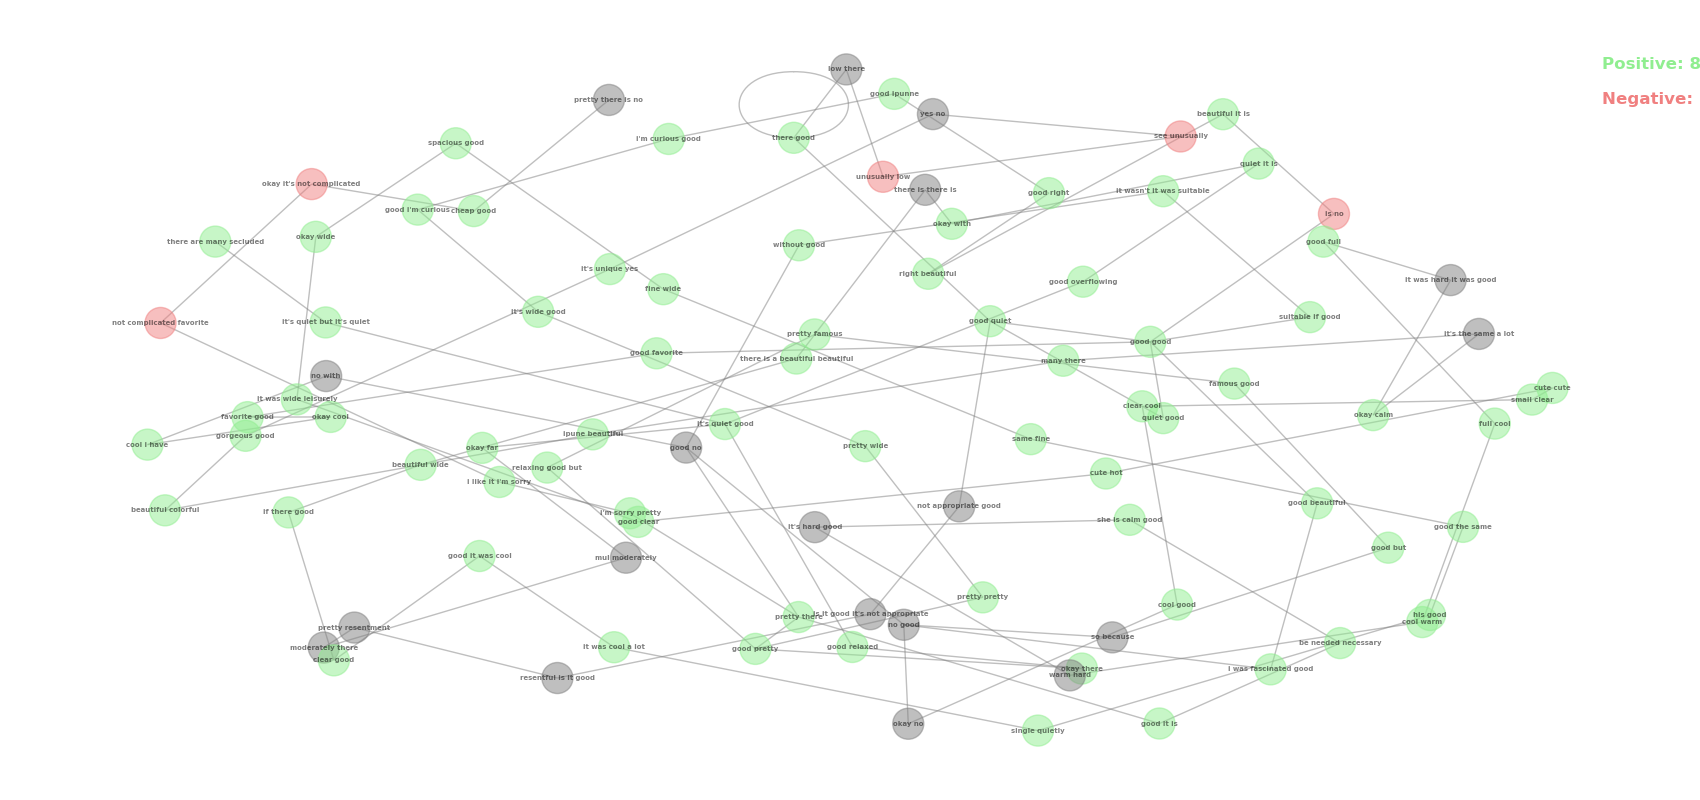 low there
Positive: 8
Negative:
good ipunne
pretty there is no
yes no
beautiful it is
see unusually
i'm curious good
there good
spacious good
quiet it is
unusually low
okay it's not complicated
there is there is
it wasn't it was suitable
good right
good i'm curious
cheap good
is no
okay with
okay wide
there are many secluded
without good
good full
it's unique yes
right beautiful
it was hard it was good
good overflowing
fine wide
it's wide good
suitable if good
not complicated favorite
it's quiet but it's quiet
good quiet
pretty famous
it's the same a lot
good good
good favorite
there is a beautiful beautiful
many there
no with
famous good
cute cute
it was wide leisurely
small clear
clear cool
favorite good
okay cool
quiet good
okay calm
it's quiet good
full cool
gorgeous good
ipune beautiful
same fine
cool i have
okay far
good no
pretty wide
beautiful wide
relaxing good but
cute hot
i like it i'm sorry
good beautiful
not appropriate good
beautiful colorful
if there good
i'm sorry pretty
good clear
she is calm good
it's hard good
good the same
good but
good it was cool
mui moderately
pretty pretty
cool good
is it good it's not appropriate
his good
pretty there
cool warm
no good
pretty resentment
so because
be needed necessary
moderately there
it was cool a lot
good pretty
good relaxed
clear good
okay there
i was fascinated good
warm hard
resentful is it good
okay no
good it is
single quietly